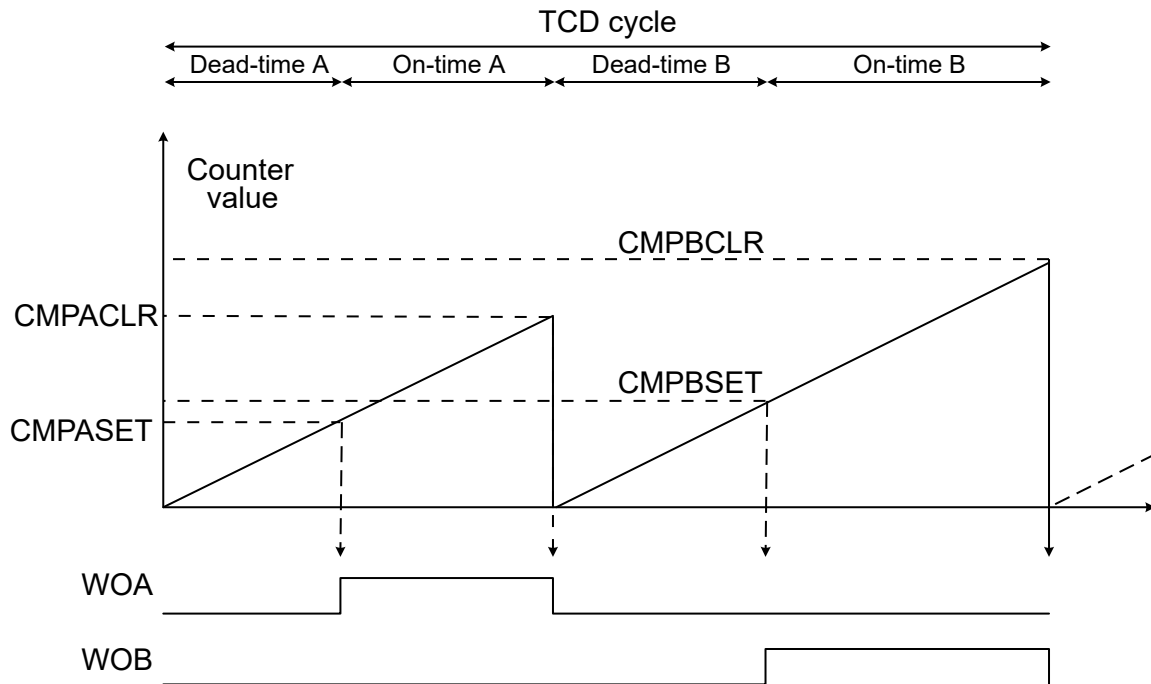 TCD cycle
Dead-time A
On-time A
Dead-time B
On-time B
Counter
value
CMPBCLR
CMPACLR
CMPBSET
CMPASET
WOA
WOB